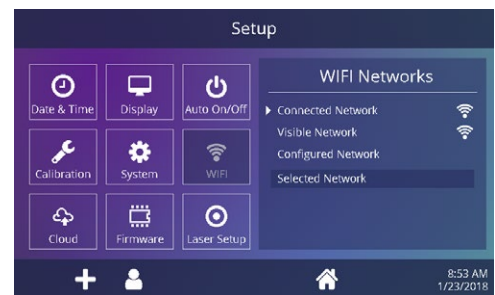 Setup
Date & Time
Display
Auto On/Off
Calibration
System
WIFI
Cloud
Firmware
Laser Setup
WIFI Networks
Connected Network
Visible Network
Configured Network
Selected Network
8:53 AM
1/23/2018